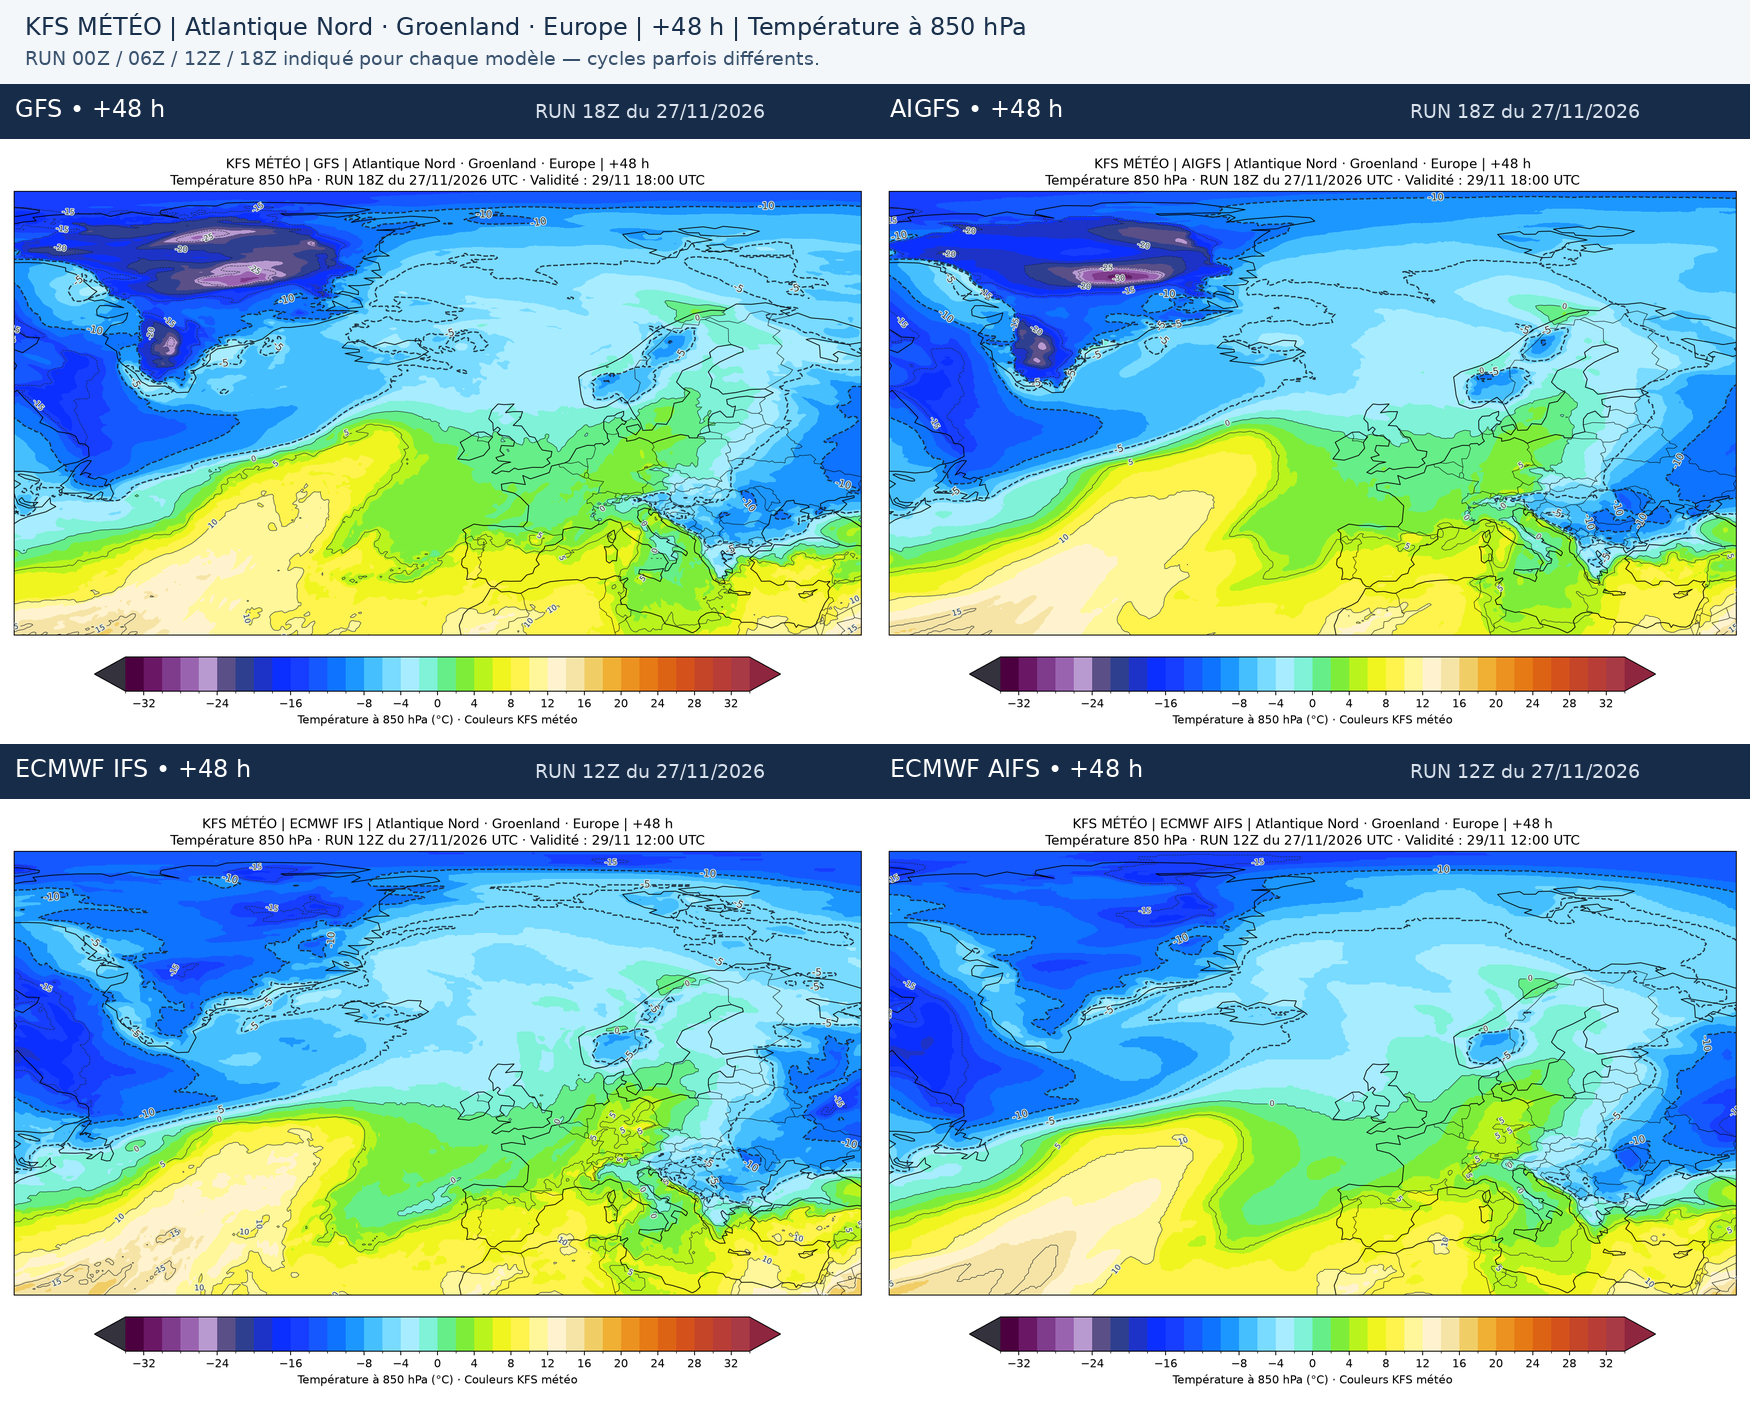 KFS MÉTÉO | Atlantique Nord · Groenland · Europe | +48 h | Température à 850 hPa
RUN 00Z / 06Z / 12Z / 18Z indiqué pour chaque modèle — cycles parfois différents.
GFS • +48 h
RUN 18Z du 27/11/2026
AIGFS • +48 h
RUN 18Z du 27/11/2026
KFS MÉTÉO | GFS | Atlantique Nord · Groenland · Europe | +48 h
Température 850 hPa · RUN 18Z du 27/11/2026 UTC · Validité : 29/11 18:00 UTC
−32 −24 −16 −8 −4 0 4 8 12 16 20 24 28 32
Température à 850 hPa (°C) · Couleurs KFS météo
KFS MÉTÉO | AIGFS | Atlantique Nord · Groenland · Europe | +48 h
Température 850 hPa · RUN 18Z du 27/11/2026 UTC · Validité : 29/11 18:00 UTC
−32 −24 −16 −8 −4 0 4 8 12 16 20 24 28 32
Température à 850 hPa (°C) · Couleurs KFS météo
ECMWF IFS • +48 h
RUN 12Z du 27/11/2026
ECMWF AIFS • +48 h
RUN 12Z du 27/11/2026
KFS MÉTÉO | ECMWF IFS | Atlantique Nord · Groenland · Europe | +48 h
Température 850 hPa · RUN 12Z du 27/11/2026 UTC · Validité : 29/11 12:00 UTC
−32 −24 −16 −8 −4 0 4 8 12 16 20 24 28 32
Température à 850 hPa (°C) · Couleurs KFS météo
KFS MÉTÉO | ECMWF AIFS | Atlantique Nord · Groenland · Europe | +48 h
Température 850 hPa · RUN 12Z du 27/11/2026 UTC · Validité : 29/11 12:00 UTC
−32 −24 −16 −8 −4 0 4 8 12 16 20 24 28 32
Température à 850 hPa (°C) · Couleurs KFS météo